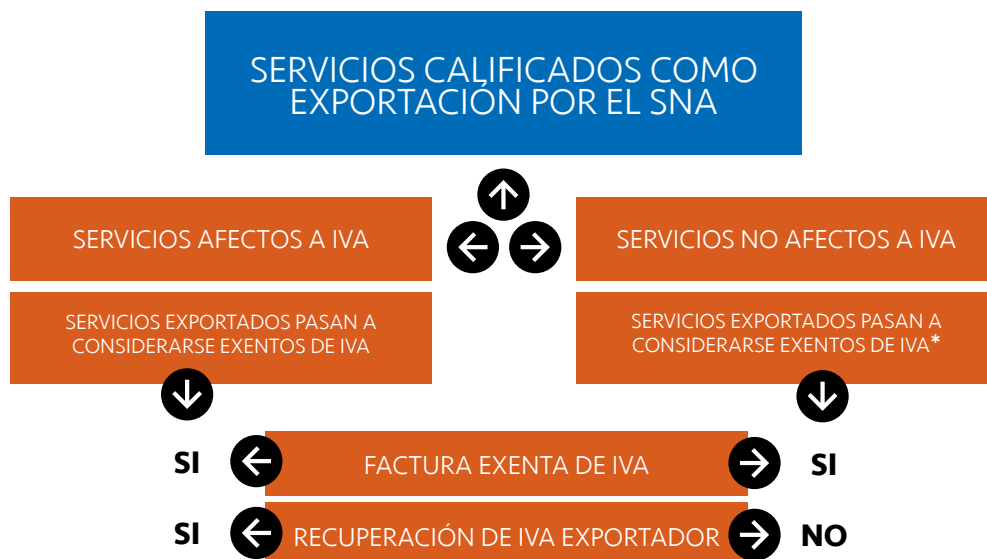 SERVICIOS CALIFICADOS COMO
EXPORTACIÓN POR EL SNA
SERVICIOS AFECTOS A IVA
SERVICIOS NO AFECTOS A IVA
SERVICIOS EXPORTADOS PASAN A
CONSIDERARSE EXENTOS DE IVA
SERVICIOS EXPORTADOS PASAN A
CONSIDERARSE EXENTOS DE IVA*
SI
FACTURA EXENTA DE IVA
SI
SI
RECUPERACIÓN DE IVA EXPORTADOR
NO